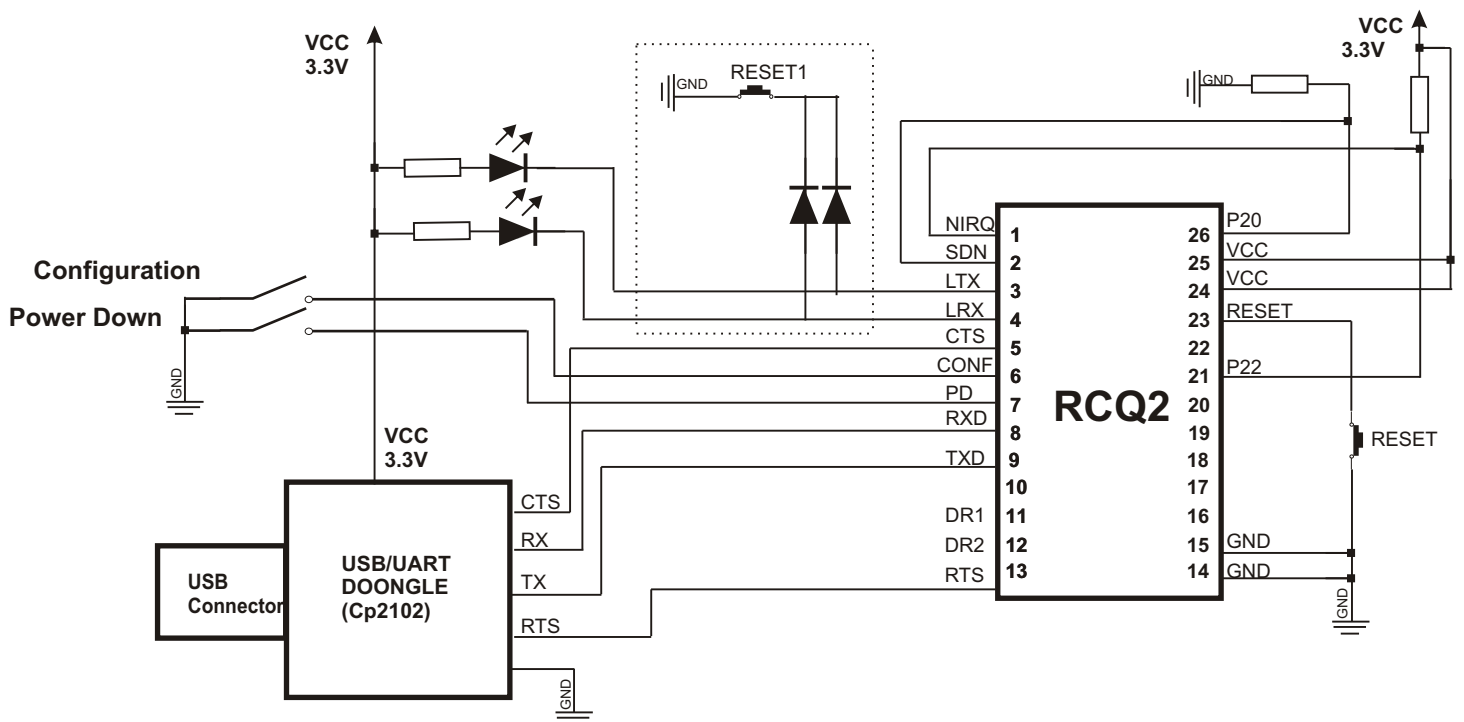 VCC
3.3V
RESET1
GND
VCC
3.3V
GND
Configuration
Power Down
GND
NIRQ
SDN
LTX
LRX
CTS
CONF
PD
RXD
TXD
DR1
DR2
RTS
1
2
3
4
5
6
7
8
9
10
11
12
13
RCQ2
26
25
24
23
22
21
20
19
18
17
16
15
14
P20
VCC
VCC
RESET
P22
GND
GND
RESET
GND
VCC
3.3V
USB
Connector
USB/UART
DOONGLE
(Cp2102)
CTS
RX
TX
RTS
GND